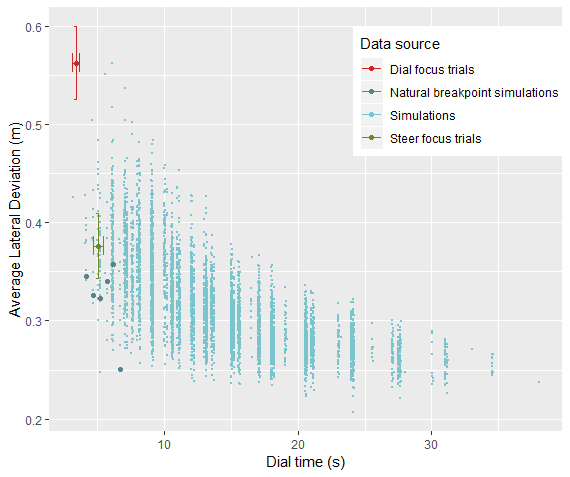 0.6
0.5
0.4
0.3
0.2
Average Lateral Deviation (m)
10
20
30
Dial time (s)
Data source
Dial focus trials
Natural breakpoint simulations
Simulations
Steer focus trials